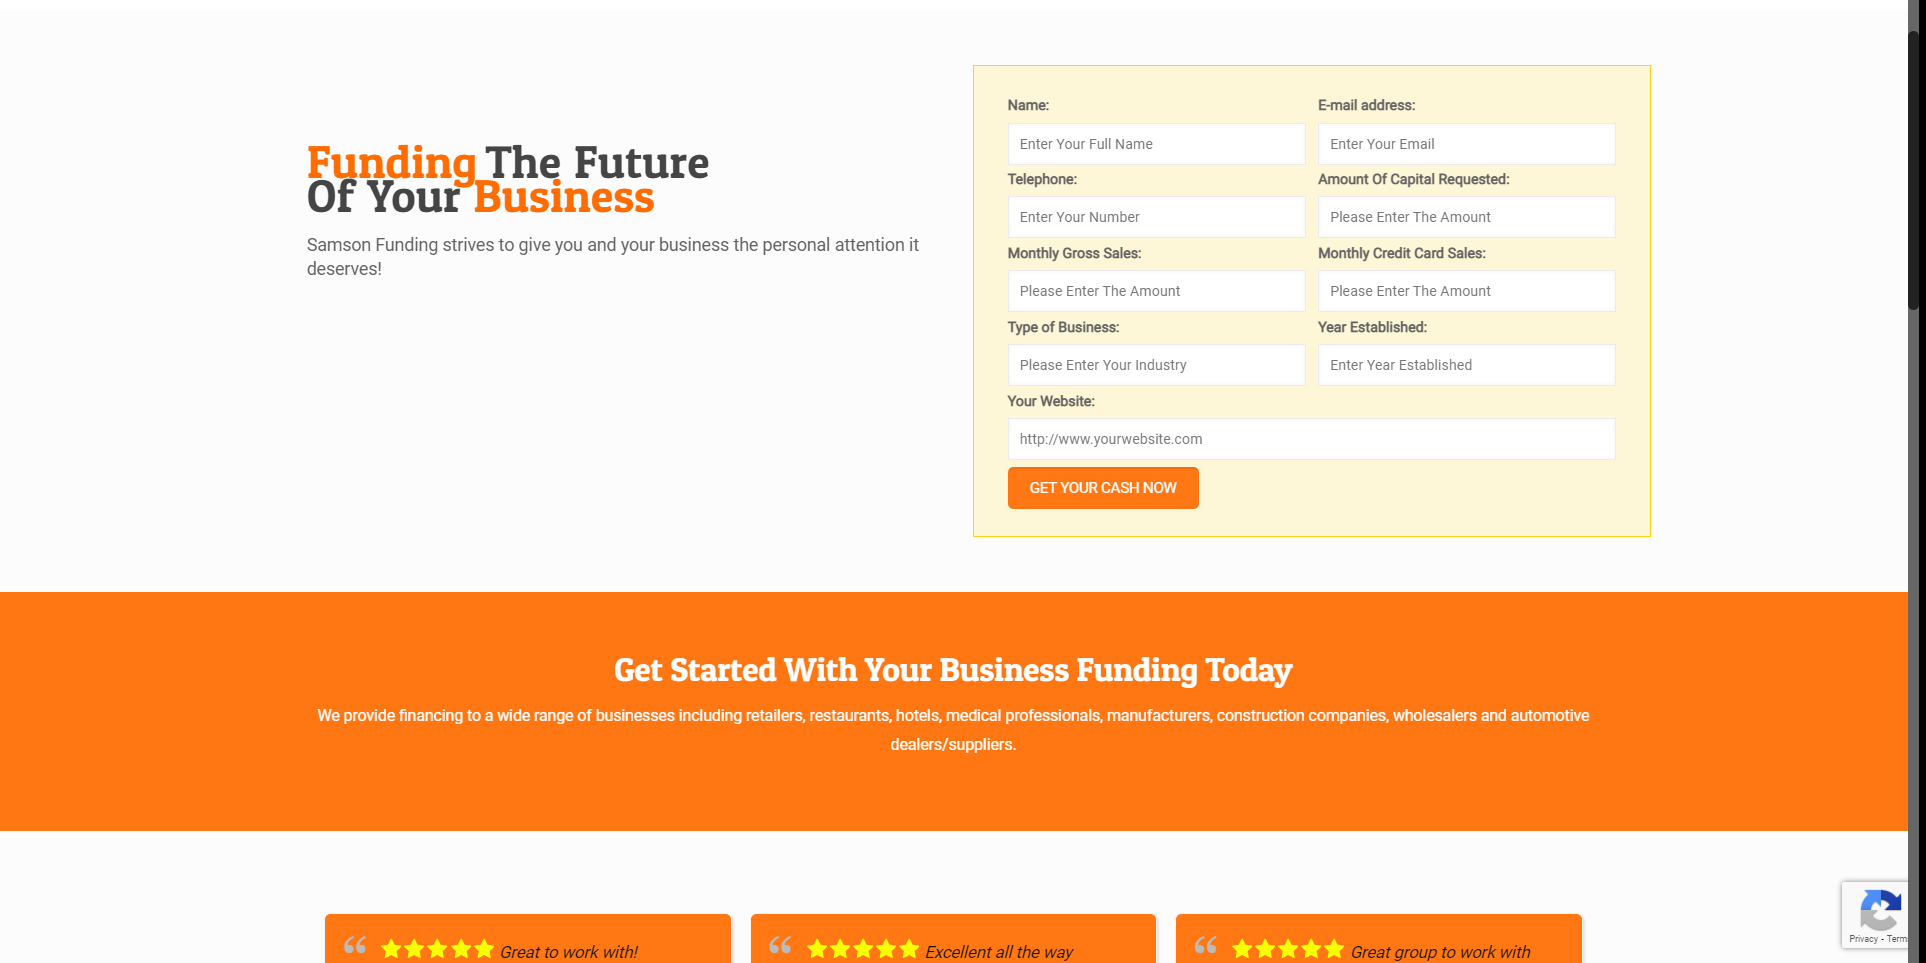 Funding The Future
Of Your Business
Samson Funding strives to give you and your business the personal attention it
deserves!
Name:
Enter Your Full Name
E-mail address:
Enter Your Email
Telephone:
Enter Your Number
Amount Of Capital Requested:
Please Enter The Amount
Monthly Gross Sales:
Please Enter The Amount
Monthly Credit Card Sales:
Please Enter The Amount
Type of Business:
Please Enter Your Industry
Year Established:
Enter Year Established
Your Website:
http://www.yourwebsite.com
GET YOUR CASH NOW
Get Started With Your Business Funding Today
We provide financing to a wide range of businesses including retailers, restaurants, hotels, medical professionals, manufacturers, construction companies, wholesalers and automotive
dealers/suppliers.
Great to work with!
Excellent all the way
Great group to work with
Privacy - Term